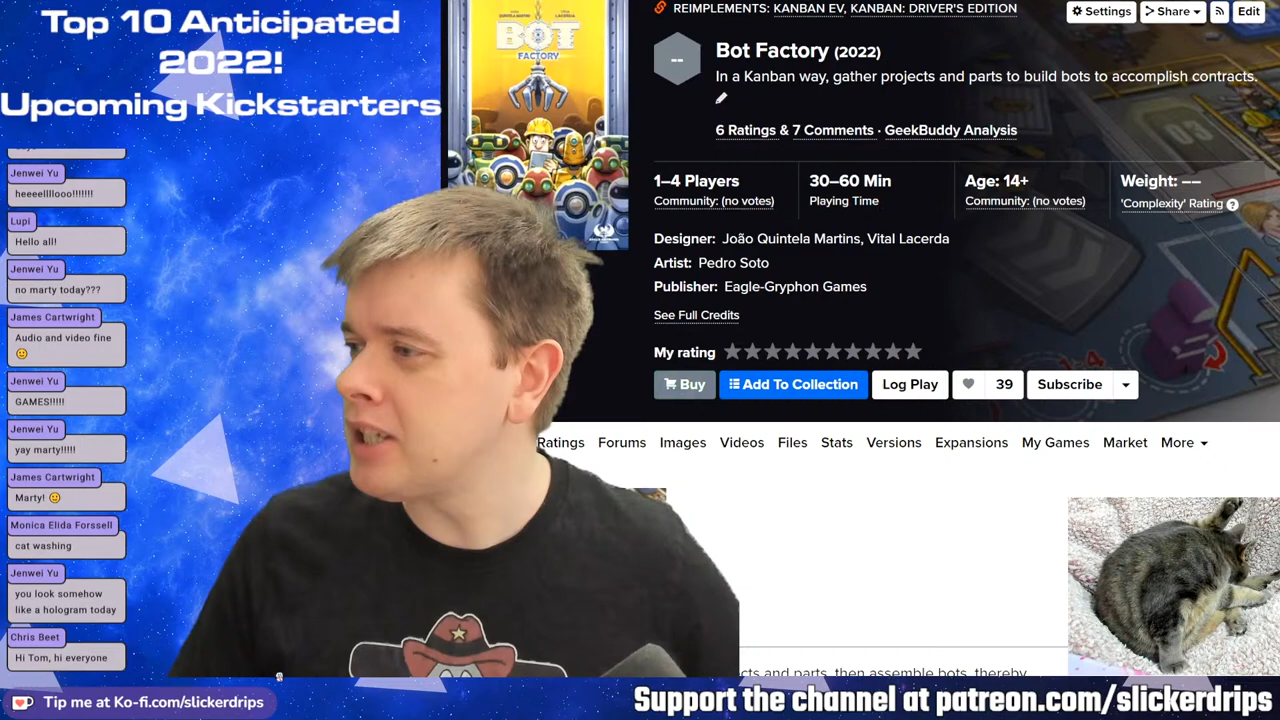 Top 10 Anticipated
2022!
Upcoming Kickstarters
Jenwei Yu
heeeellllooo!!!!!!!
Lupi
Hello all!
Jenwei Yu
no marty today???
James Cartwright
Audio and video fine
Jenwei Yu
GAMES!!!!!
Jenwei Yu
yay marty!!!!!
James Cartwright
Marty!
Monica Elida Forssell
cat washing
Jenwei Yu
you look somehow
like a hologram today
Chris Beet
Hi Tom, hi everyone
Tip me at Ko-fi.com/slickerdrips
BOT
FACTORY
REIMPLEMENTS: KANBAN EV, KANBAN: DRIVER'S EDITION
Settings
Share
Edit
--
Bot Factory (2022)
In a Kanban way, gather projects and parts to build bots to accomplish contracts.
6 Ratings & 7 Comments · GeekBuddy Analysis
1–4 Players
Community: (no votes)
30–60 Min
Playing Time
Age: 14+
Community: (no votes)
Weight: --
'Complexity' Rating ?
Designer: João Quintela Martins, Vital Lacerda
Artist: Pedro Soto
Publisher: Eagle-Gryphon Games
See Full Credits
My rating
Buy
Add To Collection
Log Play
39
Subscribe
Ratings Forums Images Videos Files Stats Versions Expansions My Games Market More
cts and parts, then assemble bots, thereby
Support the channel at patreon.com/slickerdrips